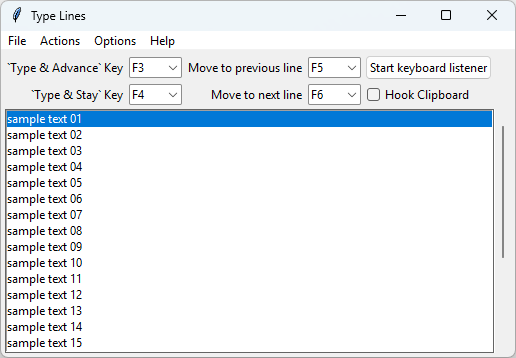 Type Lines
File Actions Options Help
`Type & Advance` Key F3 Move to previous line F5 Start keyboard listener
`Type & Stay` Key F4 Move to next line F6 Hook Clipboard
sample text 01
sample text 02
sample text 03
sample text 04
sample text 05
sample text 06
sample text 07
sample text 08
sample text 09
sample text 10
sample text 11
sample text 12
sample text 13
sample text 14
sample text 15